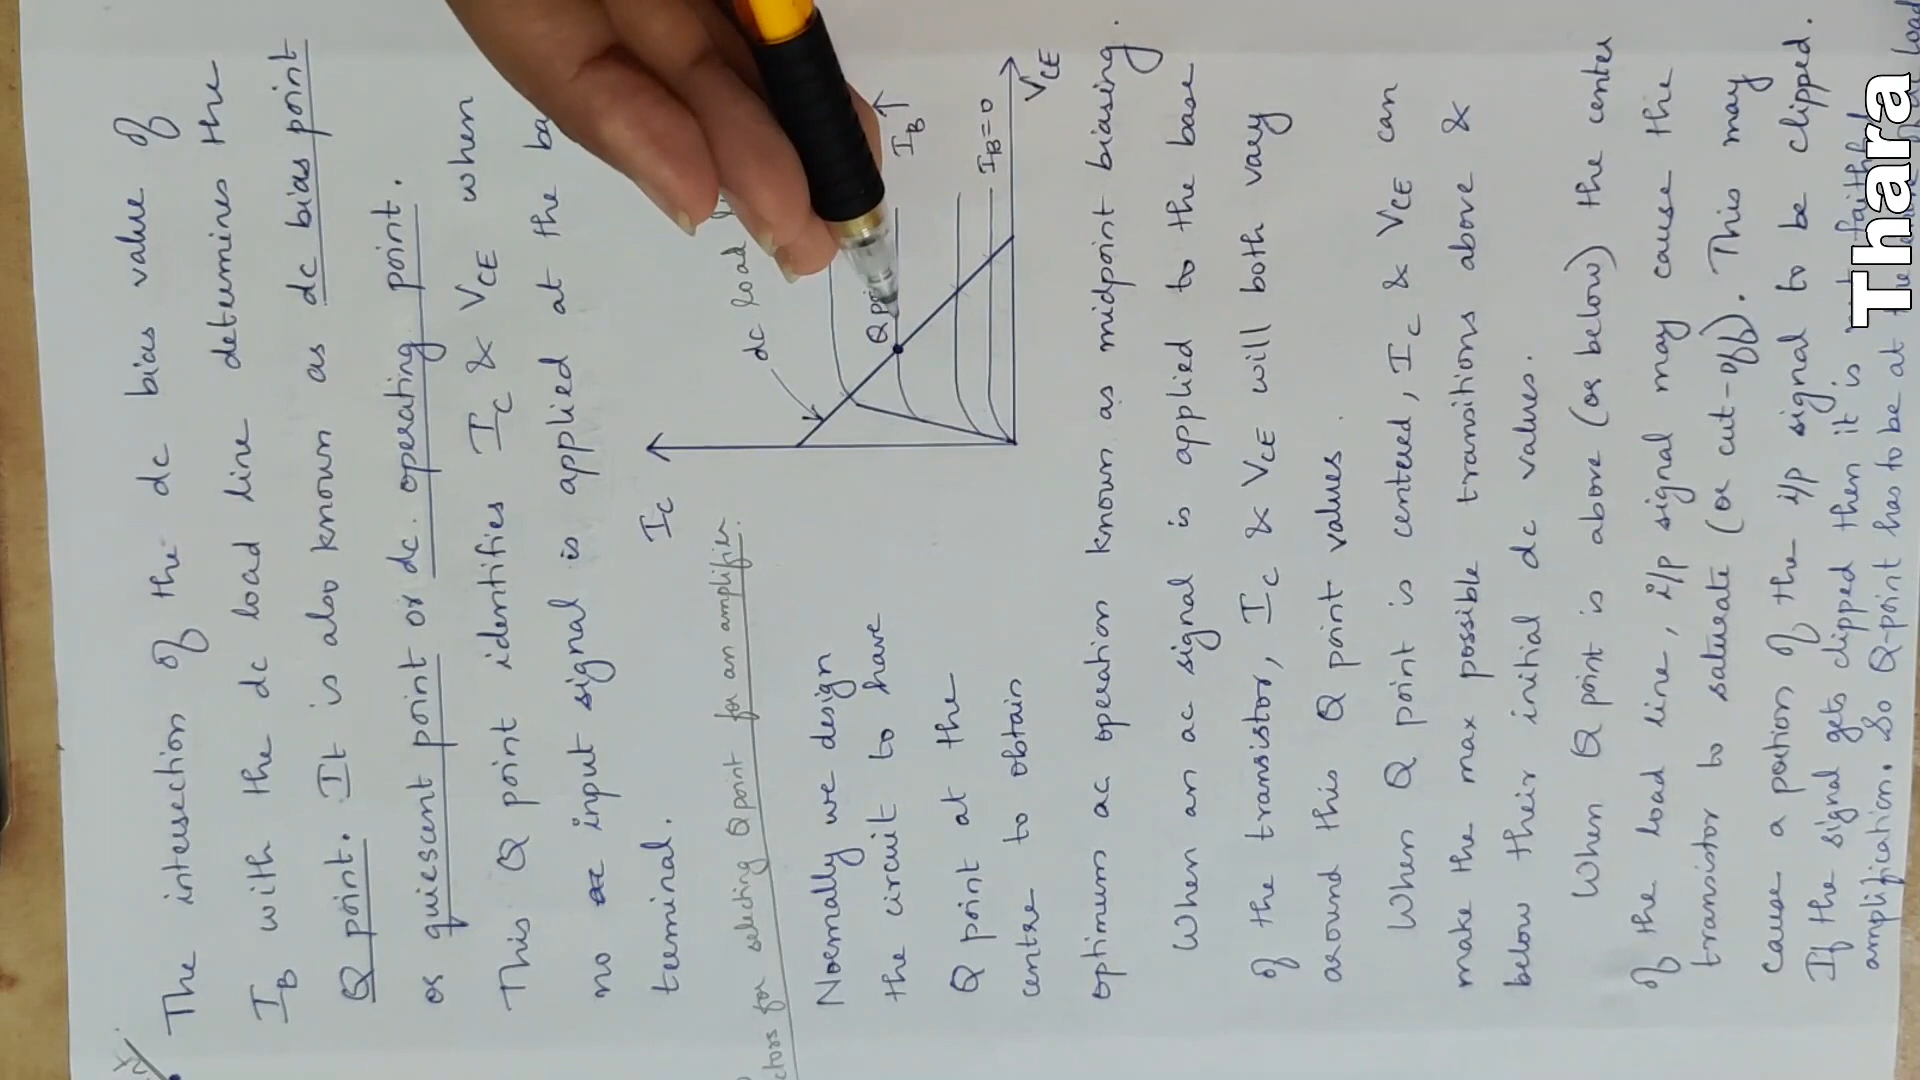 The intersection of the dc bias value of
IB with the dc load line determines the
Q point. It is also known as dc bias point
or quiescent point or dc. operating point.
This Q point identifies IC & VCE when
no ac input signal is applied at the
terminal.
for selecting Q point for an amplifier.
Normally we design
the circuit to have
Q point at the
centre to obtain
IC
dc load
Q
IB
IB=0
VCE
optimum ac operation known as midpoint biasing.
When an ac signal is applied to the base
of the transistor, IC & VCE will both vary
around this Q point values.
When Q point is centered, IC & VCE can
make the max possible transitions above &
below their initial dc values.
When Q point is above (or below) the center
of the load line, i/p signal may cause the
transistor to saturate (or cut-off). This may
cause a portion of the i/p signal to be clipped.
If the signal gets clipped then it is
amplification. So Q-point has to be at
Thara